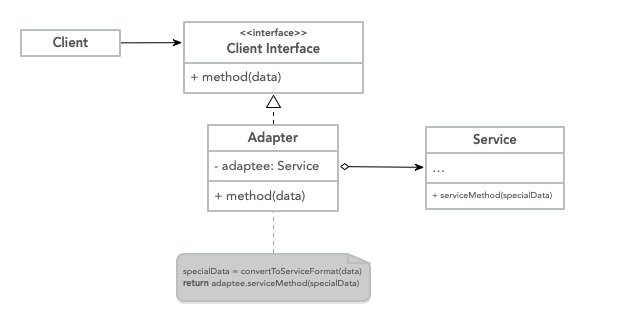 Client
<<interface>>
Client Interface
+ method(data)
Adapter
- adaptee: Service
+ method(data)
Service
...
+ serviceMethod(specialData)
specialData = convertToServiceFormat(data)
return adaptee.serviceMethod(specialData)